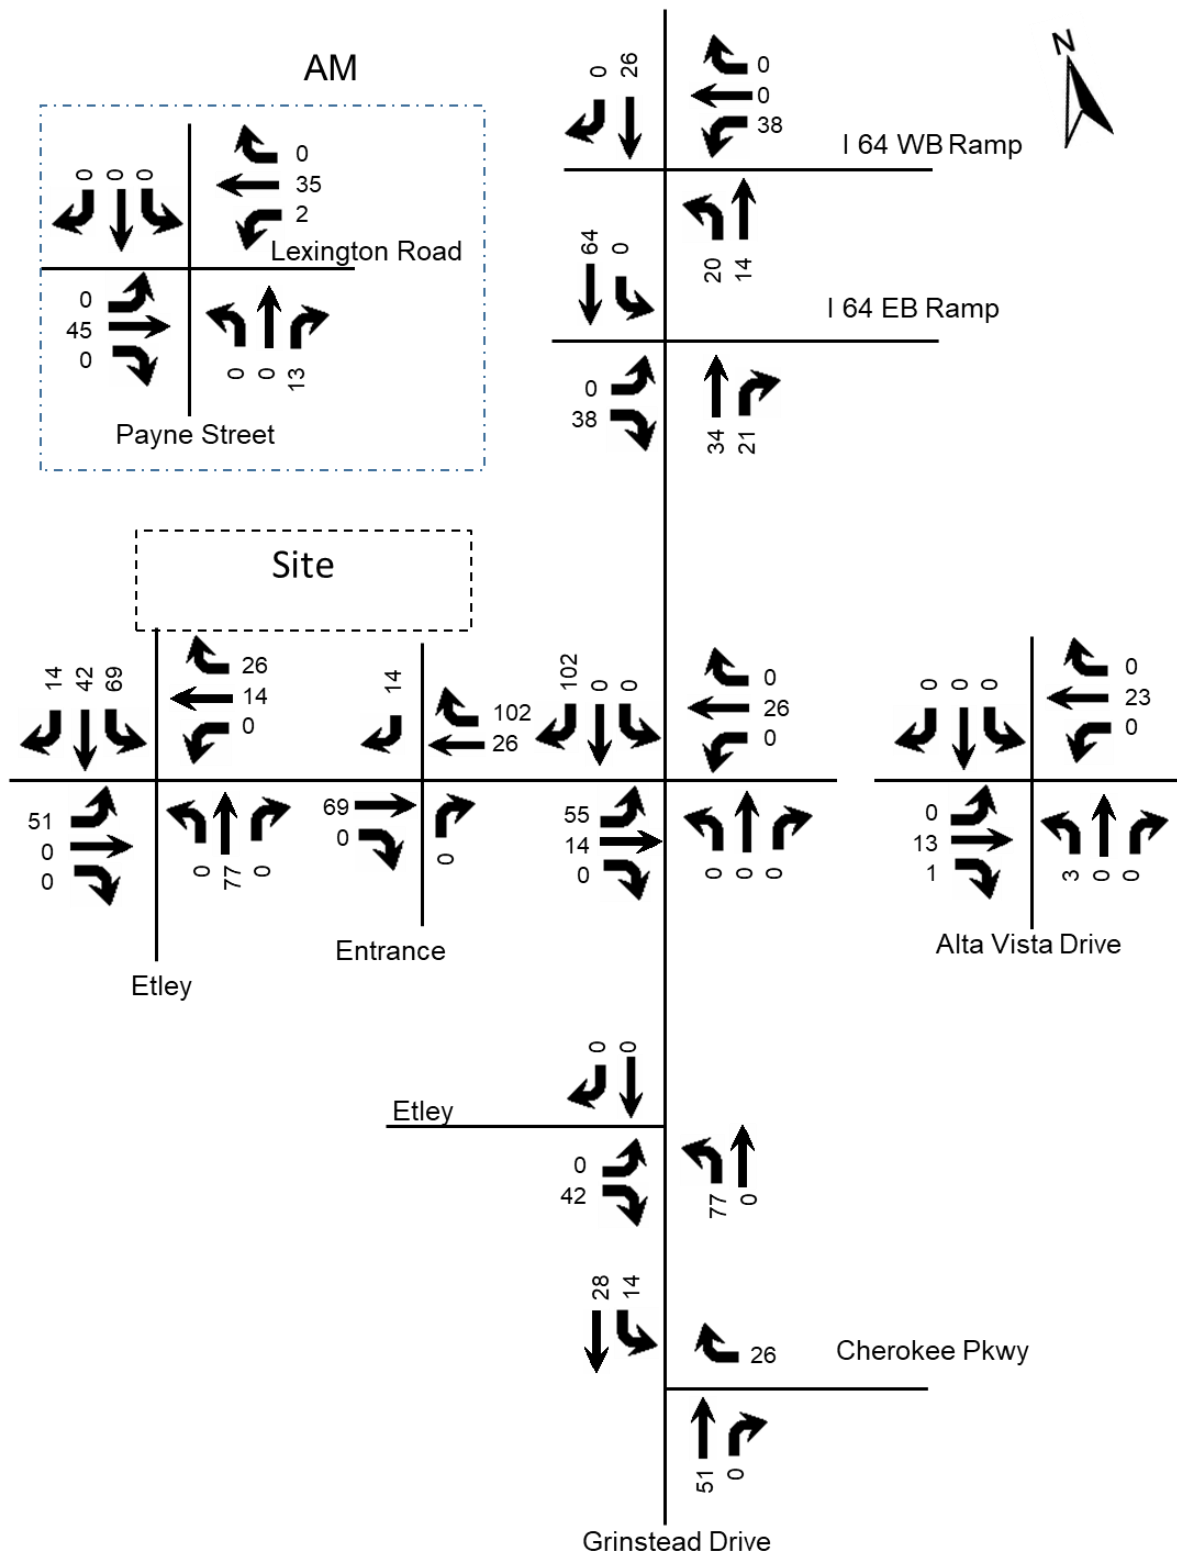 N
AM
0 26
0
0
38
I 64 WB Ramp
20 14
0 0 0
0
35
2
Lexington Road
0
45
0
0 0 13
Payne Street
64 0
I 64 EB Ramp
0
38
34 21
Site
14 42 69
26
14
0
51
0
0
0 77 0
Etley
14
102
26
69
0
0
Entrance
102 0 0
0
26
0
55
14
0
0 0 0
0 0 0
0
23
0
0
13
1
3 0 0
Alta Vista Drive
0 0
Etley
0
42
77 0
28 14
26
Cherokee Pkwy
51 0
Grinstead Drive